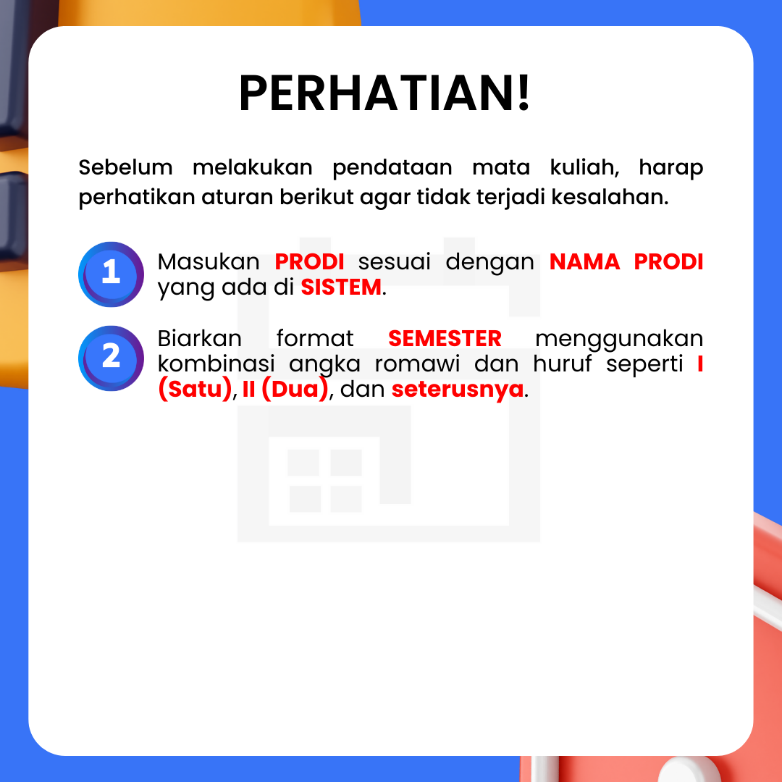 PERHATIAN!
Sebelum melakukan pendataan mata kuliah, harap
perhatikan aturan berikut agar tidak terjadi kesalahan.
1
Masukan PRODI sesuai dengan NAMA PRODI
yang ada di SISTEM.
2
Biarkan format SEMESTER menggunakan
kombinasi angka romawi dan huruf seperti I
(Satu), II (Dua), dan seterusnya.